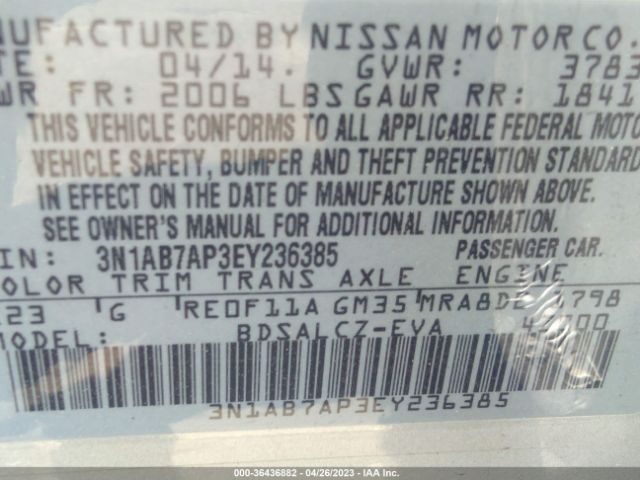 NUFACTURED BY NISSAN MOTOR CO.
TE: 04/14. GVWR: 3783
WR FR: 2006 LBS GAWR RR: 1841
THIS VEHICLE CONFORMS TO ALL APPLICABLE FEDERAL MOTO
VEHICLE SAFETY, BUMPER AND THEFT PREVENTION STANDARD
IN EFFECT ON THE DATE OF MANUFACTURE SHOWN ABOVE.
SEE OWNER'S MANUAL FOR ADDITIONAL INFORMATION.
IN: 3N1AB7AP3EY236385 PASSENGER CAR.
COLOR TRIM TRANS AXLE ENGINE
23 G RE0F11A GM35 MRA8DE 1798
MODEL: BDSALCZ-EVA
3N1AB7AP3EY236385
000-36436882 - 04/26/2023 - IAA Inc.